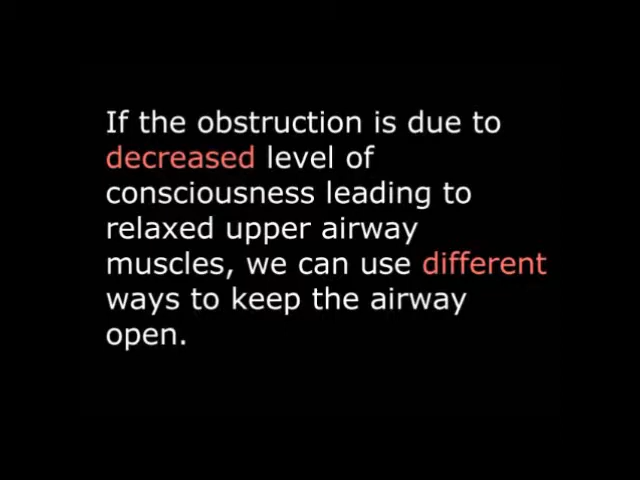 If the obstruction is due to
decreased level of
consciousness leading to
relaxed upper airway
muscles, we can use different
ways to keep the airway
open.